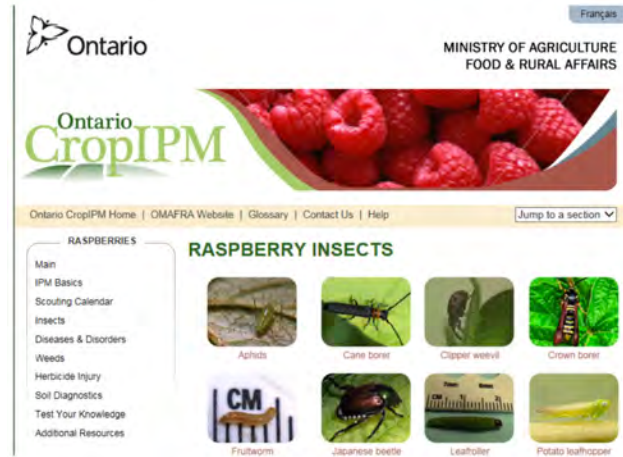 Français
Ontario
MINISTRY OF AGRICULTURE
FOOD & RURAL AFFAIRS
Ontario
CropIPM
Ontario CropIPM Home | OMAFRA Website | Glossary | Contact Us | Help
Jump to a section
RASPBERRIES
Main
IPM Basics
Scouting Calendar
Insects
Diseases & Disorders
Weeds
Herbicide Injury
Soil Diagnostics
Test Your Knowledge
Additional Resources
RASPBERRY INSECTS
Aphids
Cane borer
Clipper weevil
Crown borer
CM
Fruitworm
Japanese beetle
Leafroller
Potato leafhopper